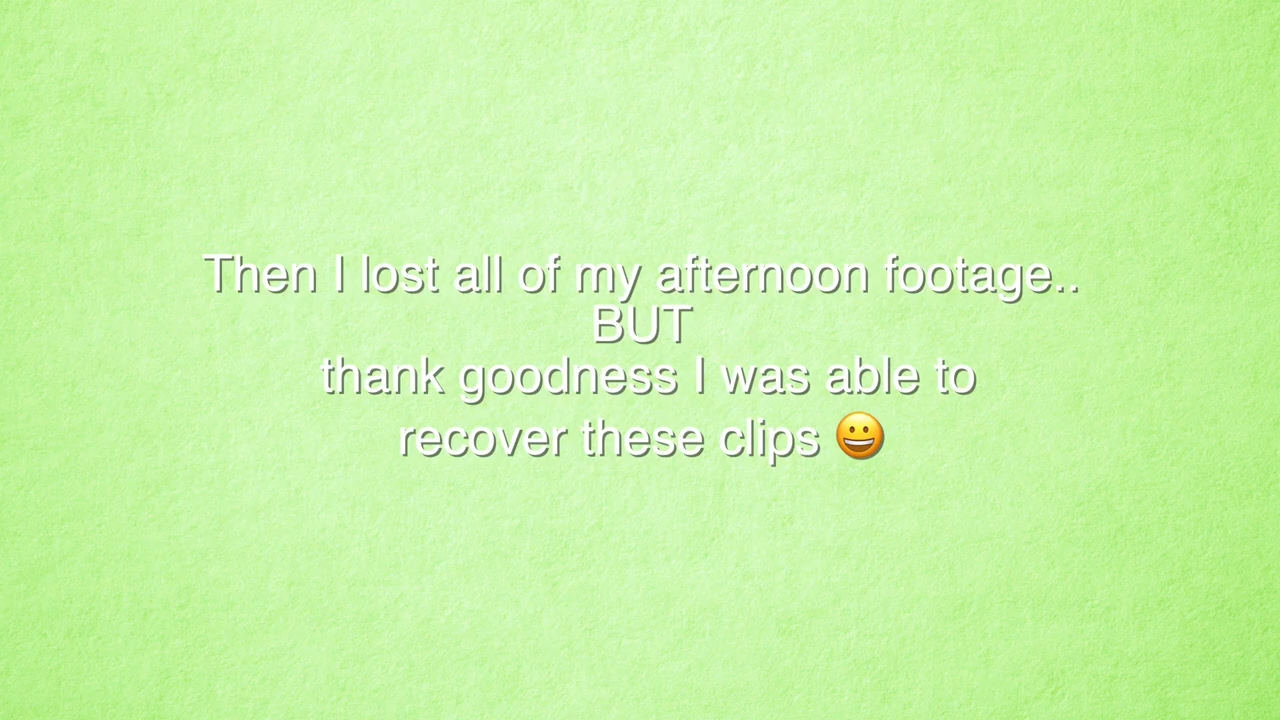 Then I lost all of my afternoon footage..
BUT
thank goodness I was able to
recover these clips 😀